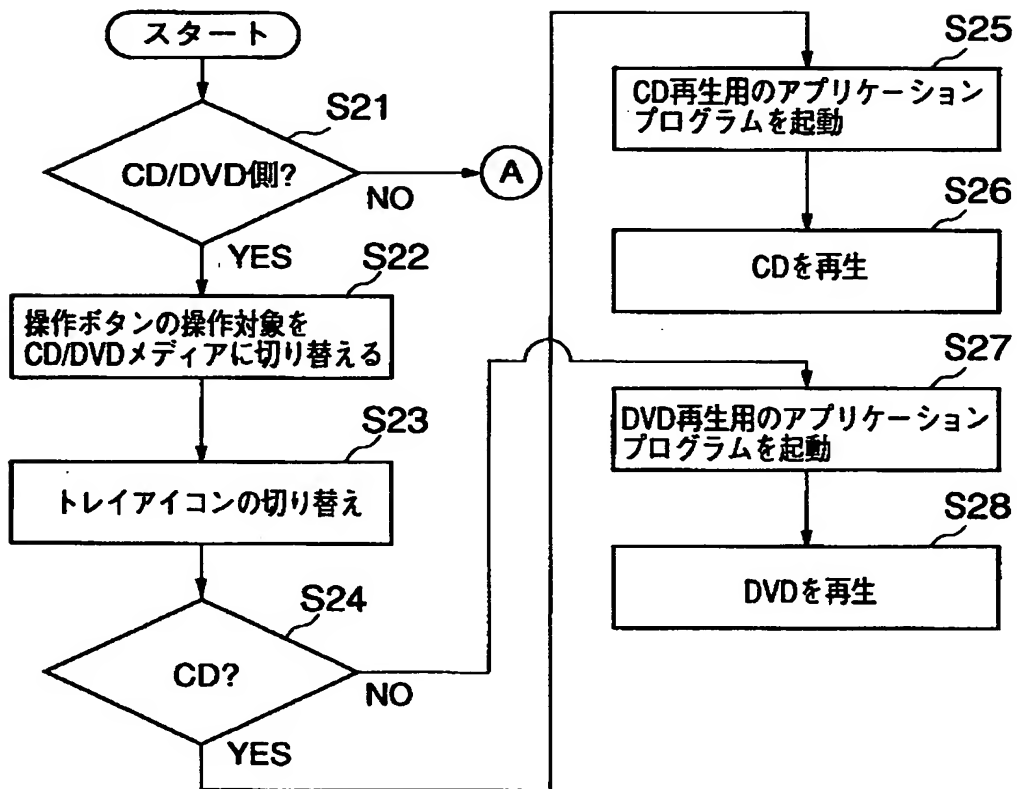 スタート
S21
CD/DVD側?
NO
A
YES
S22
操作ボタンの操作対象を
CD/DVDメディアに切り替える
S23
トレイアイコンの切り替え
S24
CD?
NO
YES
S25
CD再生用のアプリケーション
プログラムを起動
S26
CDを再生
S27
DVD再生用のアプリケーション
プログラムを起動
S28
DVDを再生